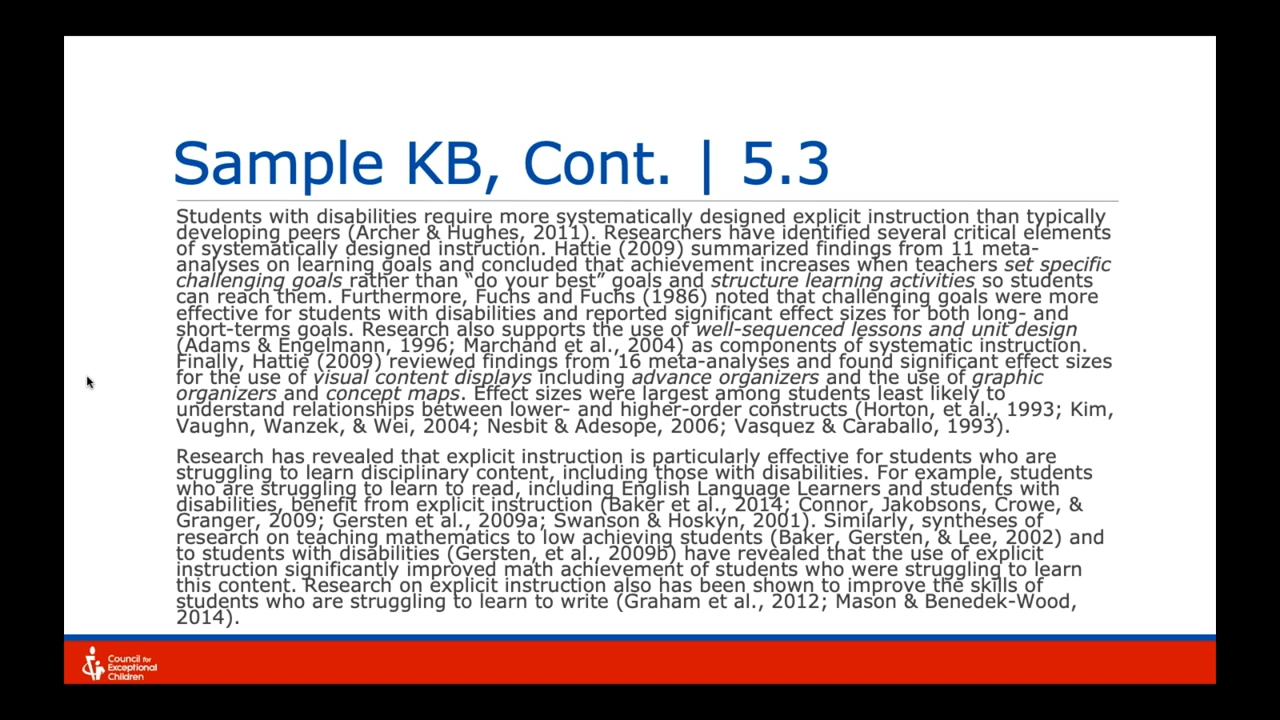 Sample KB, Cont. | 5.3
Students with disabilities require more systematically designed explicit instruction than typically
developing peers (Archer & Hughes, 2011). Researchers have identified several critical elements
of systematically designed instruction. Hattie (2009) summarized findings from 11 meta-
analyses on learning goals and concluded that achievement increases when teachers set specific
challenging goals rather than “do your best” goals and structure learning activities so students
can reach them. Furthermore, Fuchs and Fuchs (1986) noted that challenging goals were more
effective for students with disabilities and reported significant effect sizes for both long- and
short-terms goals. Research also supports the use of well-sequenced lessons and unit design
(Adams & Engelmann, 1996; Marchand et al., 2004) as components of systematic instruction.
Finally, Hattie (2009) reviewed findings from 16 meta-analyses and found significant effect sizes
for the use of visual content displays including advance organizers and the use of graphic
organizers and concept maps. Effect sizes were largest among students least likely to
understand relationships between lower- and higher-order constructs (Horton, et al., 1993; Kim,
Vaughn, Wanzek, & Wei, 2004; Nesbit & Adesope, 2006; Vasquez & Caraballo, 1993).
Research has revealed that explicit instruction is particularly effective for students who are
struggling to learn disciplinary content, including those with disabilities. For example, students
who are struggling to learn to read, including English Language Learners and students with
disabilities, benefit from explicit instruction (Baker et al., 2014; Connor, Jakobsons, Crowe, &
Granger, 2009; Gersten et al., 2009a; Swanson & Hoskyn, 2001). Similarly, syntheses of
research on teaching mathematics to low achieving students (Baker, Gersten, & Lee, 2002) and
to students with disabilities (Gersten, et al., 2009b) have revealed that the use of explicit
instruction significantly improved math achievement of students who were struggling to learn
this content. Research on explicit instruction also has been shown to improve the skills of
students who are struggling to learn to write (Graham et al., 2012; Mason & Benedek-Wood,
2014).
Council for
Exceptional
Children